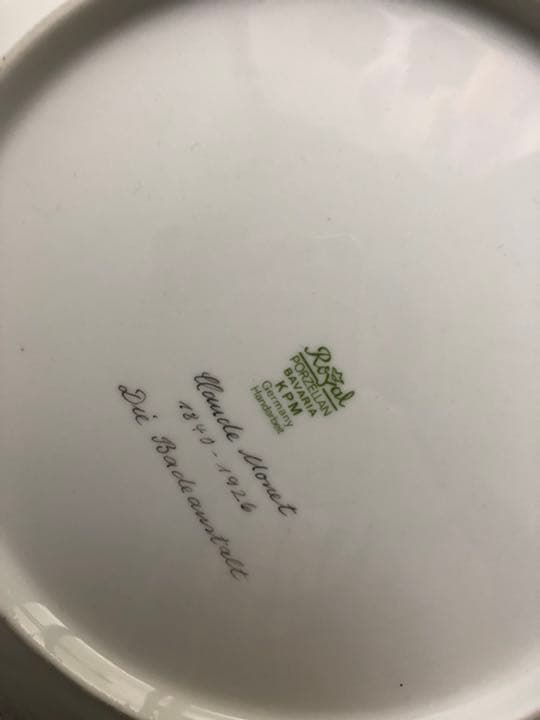 Royal
PORZELLAN
BAVARIA
KPM
Germany
Handarbeit
Claude Monet
1840-1926
Die Badeanstalt